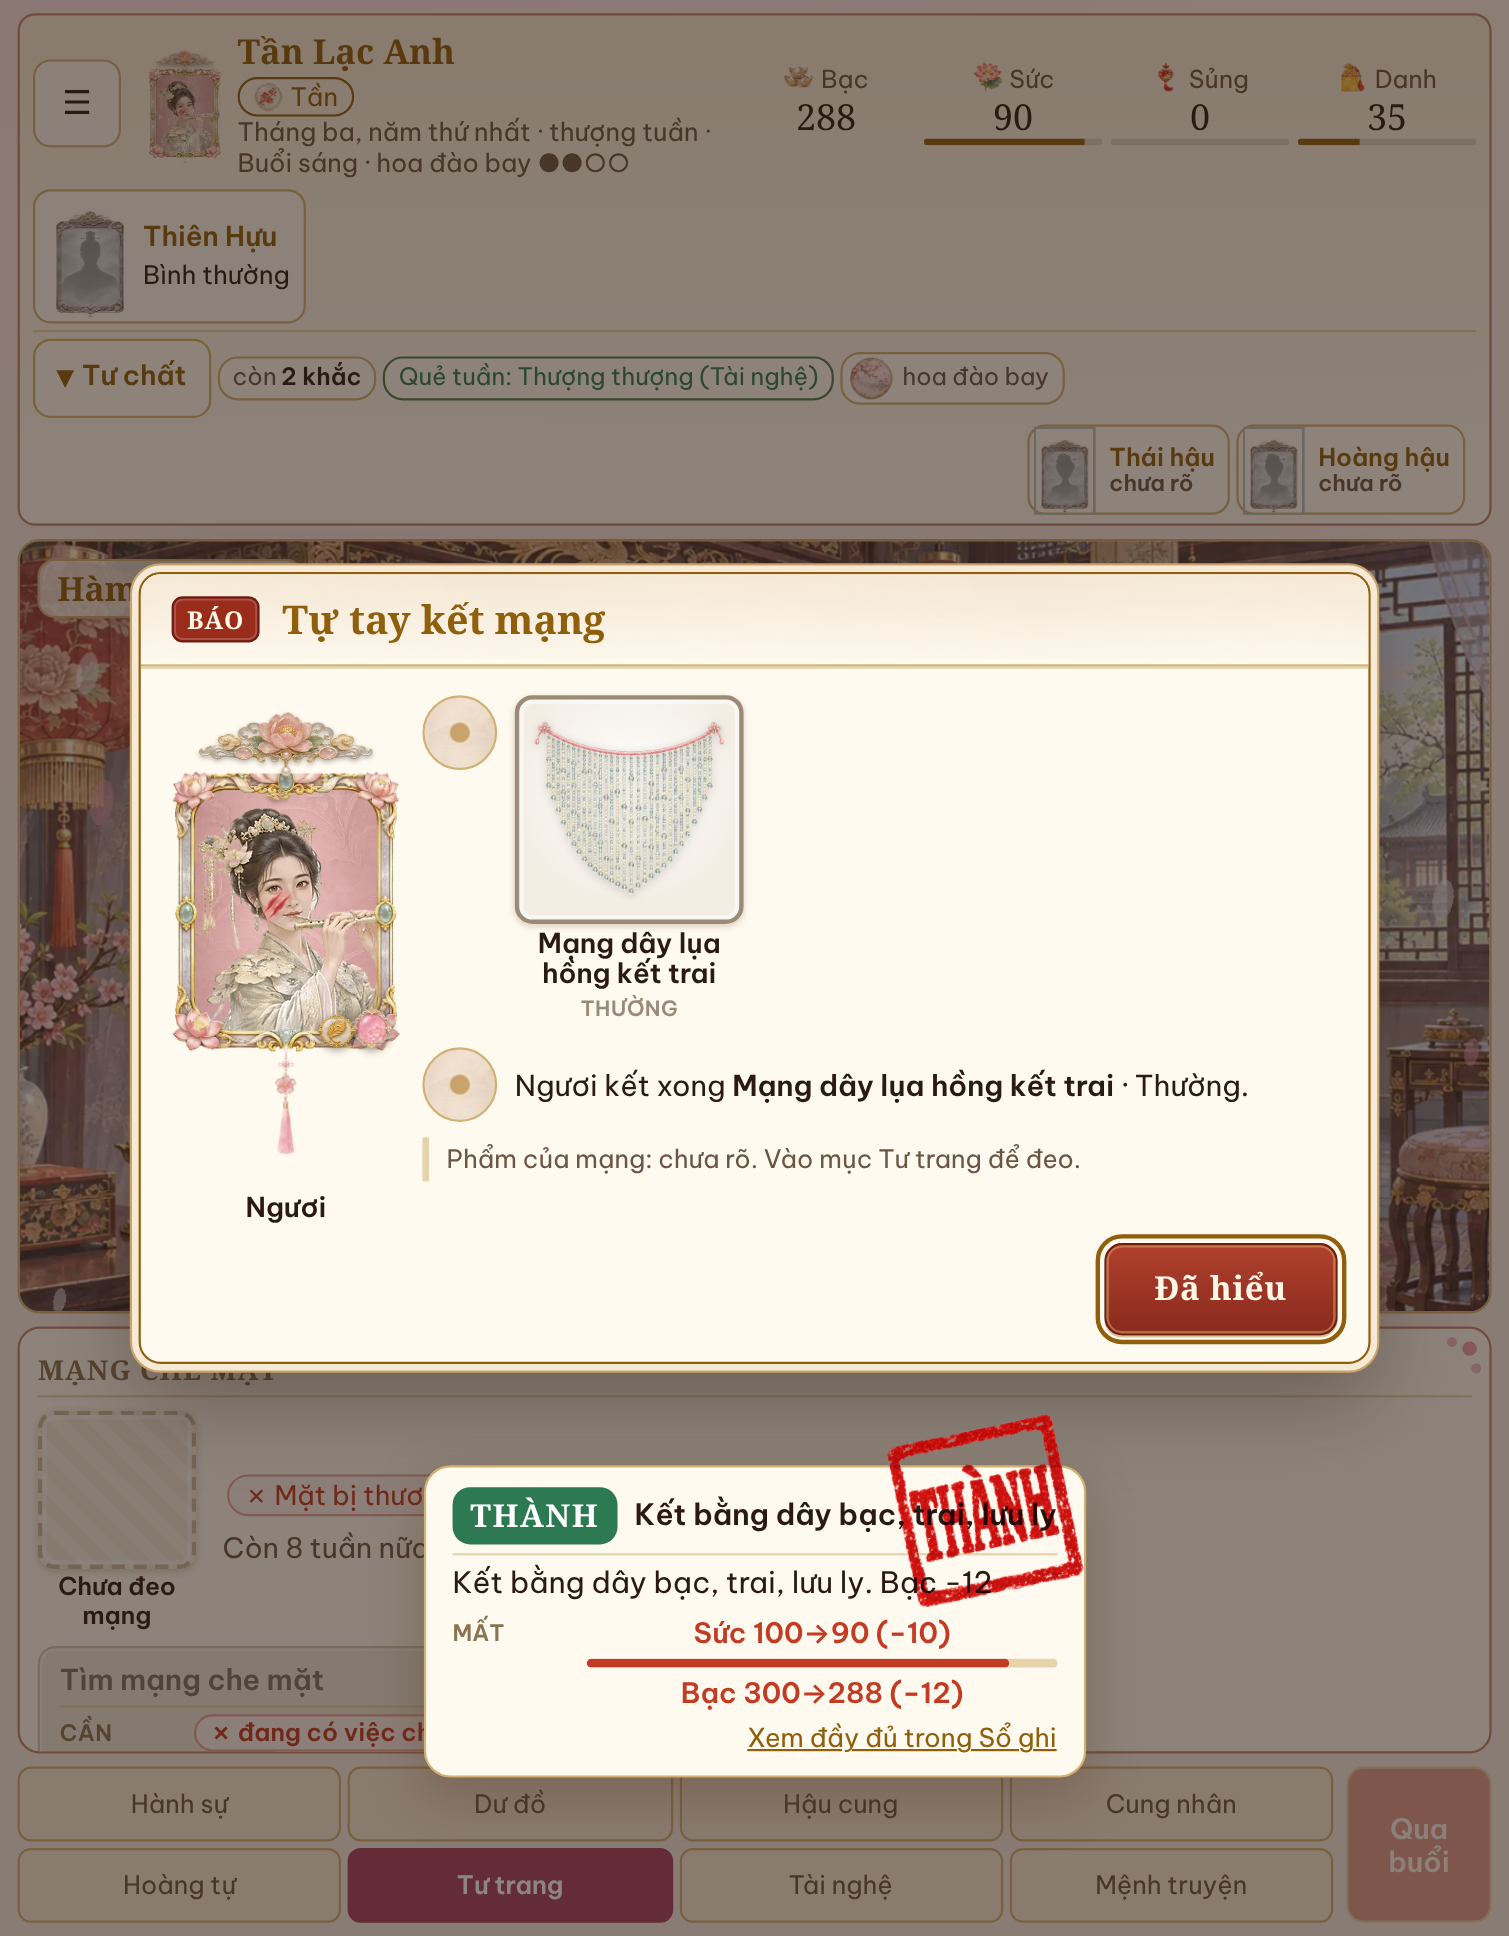 Tần Lạc Anh
Tần
Tháng ba, năm thứ nhất · thượng tuần ·
Buổi sáng · hoa đào bay
Bạc
288
Sức
90
Sủng
0
Danh
35
Thiên Hựu
Bình thường
▼ Tư chất
còn 2 khắc
Quẻ tuần: Thượng thượng (Tài nghệ)
hoa đào bay
Thái hậu
chưa rõ
Hoàng hậu
chưa rõ
BÁO
Tự tay kết mạng
Mạng dây lụa
hồng kết trai
THƯỜNG
Ngươi kết xong Mạng dây lụa hồng kết trai · Thường.
Phẩm của mạng: chưa rõ. Vào mục Tư trang để đeo.
Ngươi
Đã hiểu
MẠNG CHE MẶT
Chưa đeo
mạng
× Mặt bị
Còn 8 tuần
Tìm mạng che mặt
CẦN
× đang có việc
THÀNH
Kết bằng dây bạc, trai, lưu ly
THÀNH
Kết bằng dây bạc, trai, lưu ly. Bạc −12
MẤT
Sức 100→90 (−10)
Bạc 300→288 (−12)
Xem đầy đủ trong Sổ ghi
Hành sự
Dư đồ
Hậu cung
Cung nhân
Qua
buổi
Hoàng tự
Tư trang
Tài nghệ
Mệnh truyện